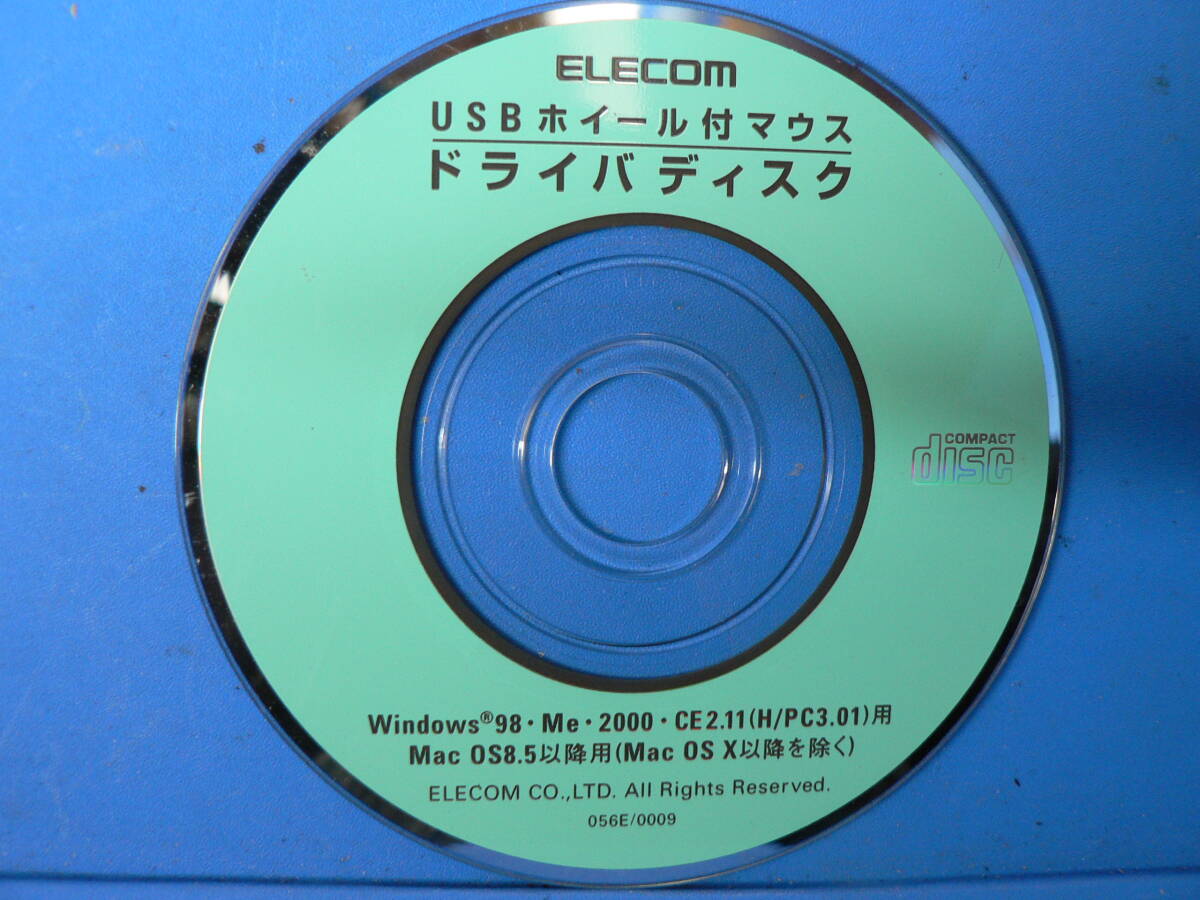 ELECOM
USBホイール付マウス
ドライバディスク
COMPACT
disc
Windows®98・Me・2000・CE2.11(H/PC3.01)用
Mac OS8.5以降用(Mac OS X以降を除く)
ELECOM CO.,LTD. All Rights Reserved.
056E/0009